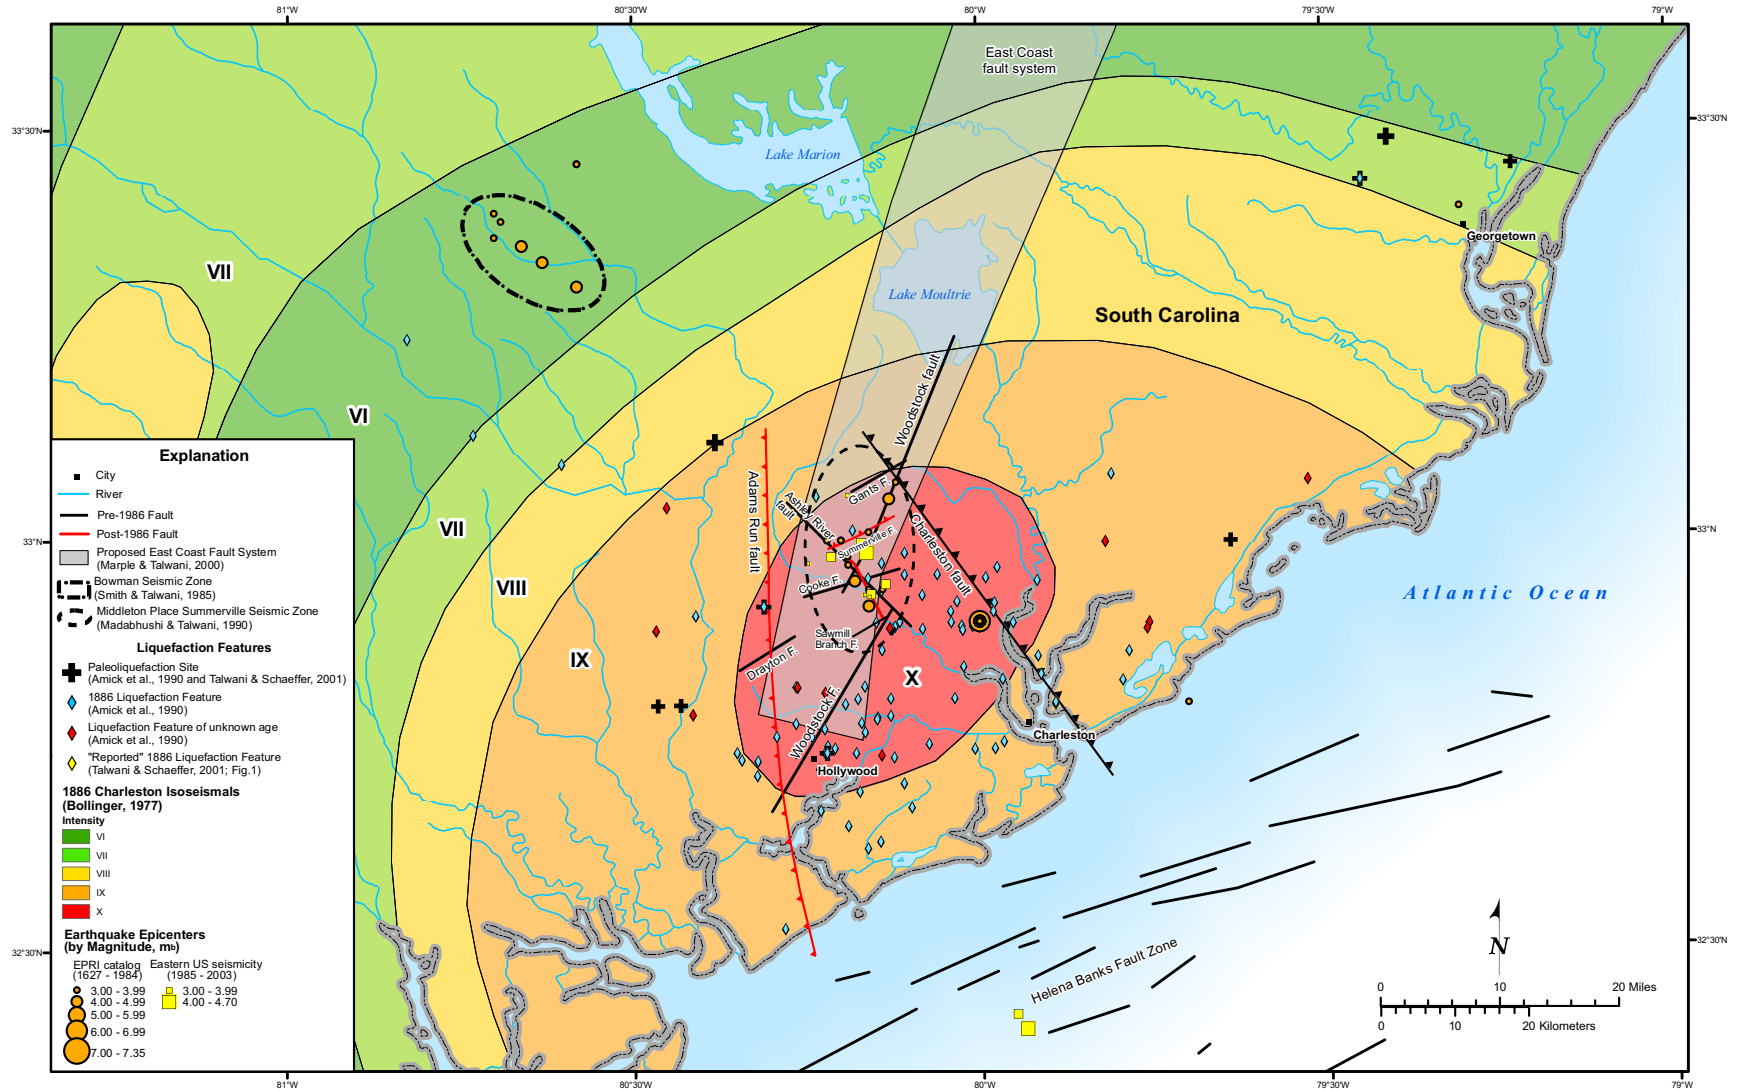 81°W
80°30'W
80°W
79°30'W
79°W
33°30'N
33°30'N
East Coast
fault system
Lake Marion
Georgetown
VII
Lake Moultrie
South Carolina
Woodstock fault
VI
Explanation
City
River
Pre-1986 Fault
Post-1986 Fault
Proposed East Coast Fault System
(Marple & Talwani, 2000)
Bowman Seismic Zone
(Smith & Talwani, 1985)
Middleton Place Summerville Seismic Zone
(Madabhushi & Talwani, 1990)
Liquefaction Features
Paleoliquefaction Site
(Amick et al., 1990 and Talwani & Schaeffer, 2001)
1886 Liquefaction Feature
(Amick et al., 1990)
Liquefaction Feature of unknown age
(Amick et al., 1990)
"Reported" 1886 Liquefaction Feature
(Talwani & Schaeffer, 2001; Fig.1)
1886 Charleston Isoseismals
(Bollinger, 1977)
Intensity
VI
VII
VIII
IX
X
Earthquake Epicenters
(by Magnitude, mb)
EPRI catalog
(1627 - 1984)
3.00 - 3.99
4.00 - 4.99
5.00 - 5.99
6.00 - 6.99
7.00 - 7.35
Eastern US seismicity
(1985 - 2003)
3.00 - 3.99
4.00 - 4.70
VII
VIII
IX
X
Adams Run fault
Ashley River
fault
Gants F.
Summerville F.
Charleston fault
Cooke F.
Sawmill
Branch F.
Drayton F.
Woodstock F.
Hollywood
Charleston
33°N
33°N
Atlantic Ocean
Helena Banks Fault Zone
N
0
10
20 Miles
0
10
20 Kilometers
32°30'N
32°30'N
81°W
80°30'W
80°W
79°30'W
79°W